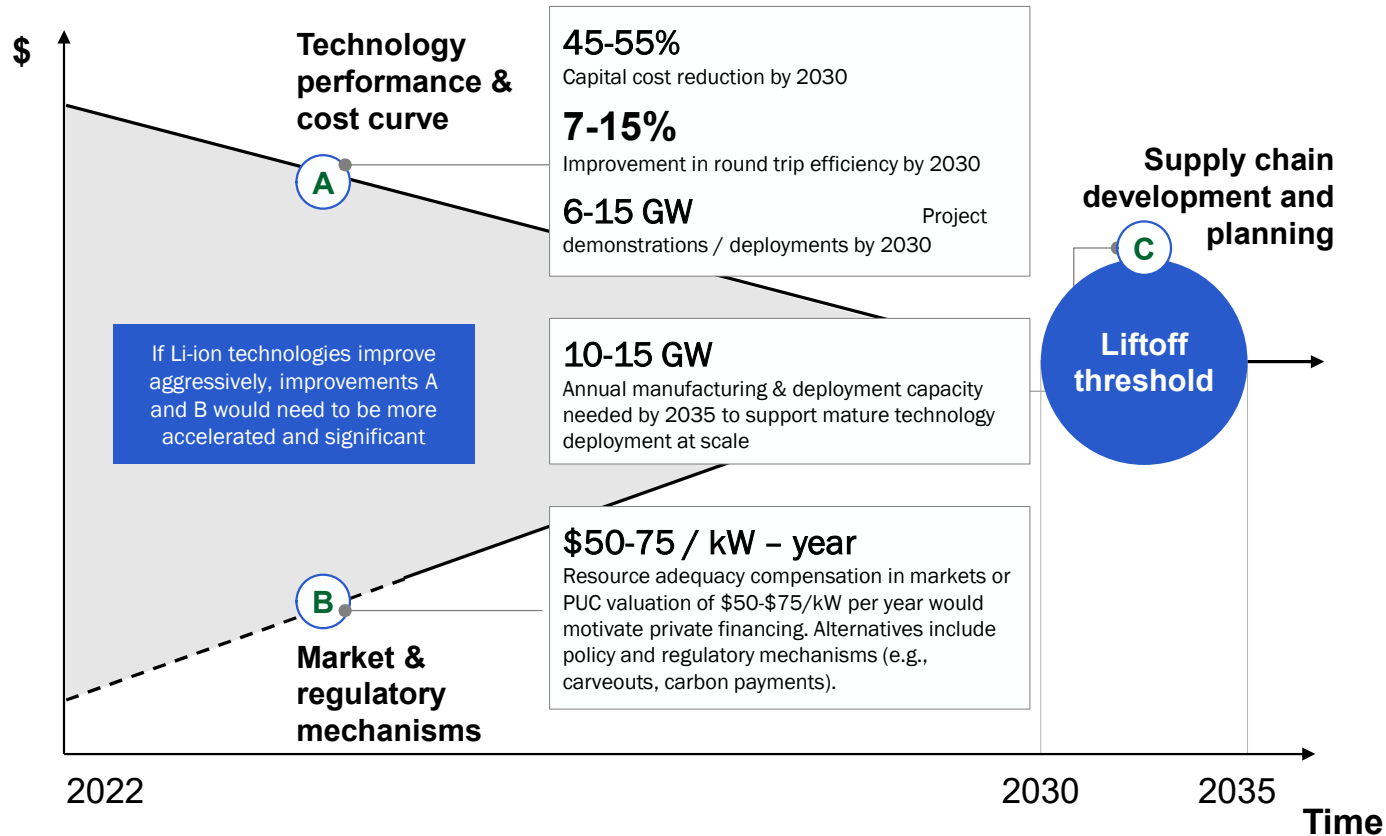 $
Technology
performance &
cost curve
A
45-55%
Capital cost reduction by 2030
7-15%
Improvement in round trip efficiency by 2030
6-15 GW Project
demonstrations / deployments by 2030
Supply chain
development and
planning
C
Liftoff
threshold
If Li-ion technologies improve
aggressively, improvements A
and B would need to be more
accelerated and significant
10-15 GW
Annual manufacturing & deployment capacity
needed by 2035 to support mature technology
deployment at scale
B
Market &
regulatory
mechanisms
$50-75 / kW – year
Resource adequacy compensation in markets or
PUC valuation of $50-$75/kW per year would
motivate private financing. Alternatives include
policy and regulatory mechanisms (e.g.,
carveouts, carbon payments).
2022
2030
2035
Time